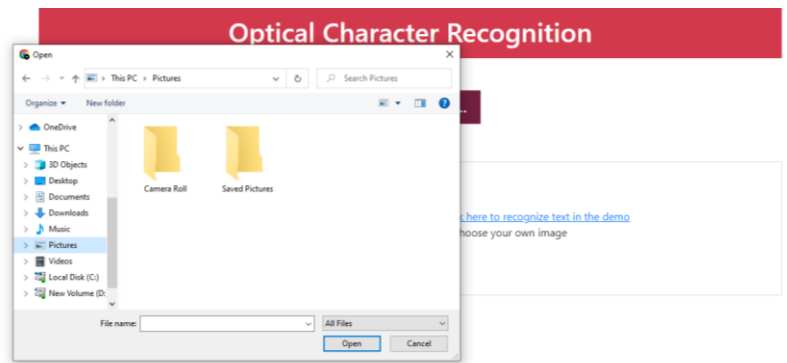 Optical Character Recognition
Open
This PC > Pictures
Search Pictures
Organize
New folder
OneDrive
This PC
3D Objects
Desktop
Documents
Downloads
Music
Pictures
Videos
Local Disk (C:)
New Volume (D:
Camera Roll
Saved Pictures
here to recognize text in the demo
hoose your own image
File name:
All Files
Open
Cancel